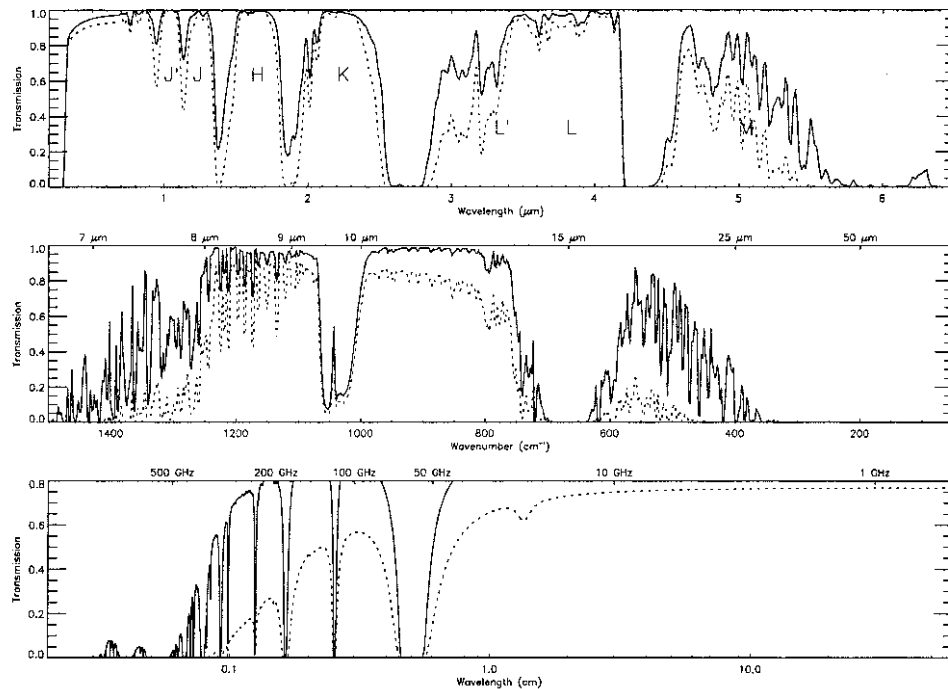 1.0
0.8
0.6
0.4
0.2
0.0
Transmission
J' J H K L' L M
1 2 3 4 5 6
Wavelength (μm)
7 μm 8 μm 9 μm 10 μm 15 μm 25 μm 50 μm
1.0
0.8
0.6
0.4
0.2
0.0
Transmission
1400 1200 1000 800 600 400 200
Wavenumber (cm⁻¹)
500 GHz 200 GHz 100 GHz 50 GHz 10 GHz 1 GHz
0.8
0.6
0.4
0.2
0.0
Transmission
0.1 1.0 10.0
Wavelength (cm)